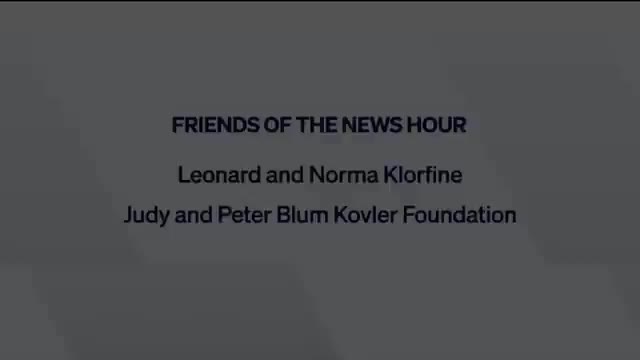 FRIENDS OF THE NEWS HOUR
Leonard and Norma Klorfine
Judy and Peter Blum Kovler Foundation